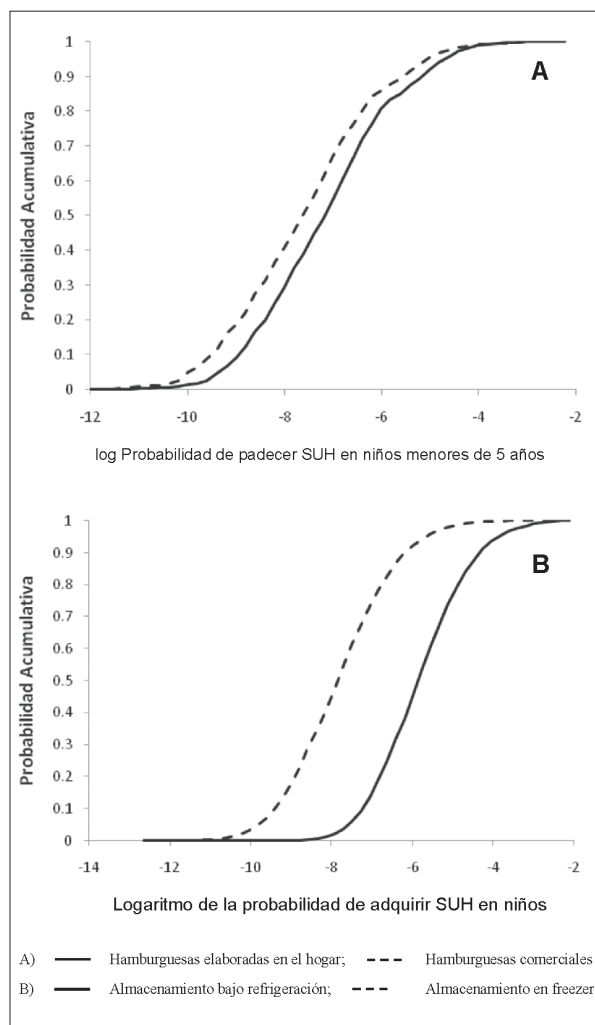 1
0.9
A
0.8
0.7
0.6
0.5
0.4
0.3
0.2
0.1
0
Probabilidad Acumulativa
-12 -10 -8 -6 -4 -2
log Probabilidad de padecer SUH en niños menores de 5 años
1
0.9
B
0.8
0.7
0.6
0.5
0.4
0.3
0.2
0.1
0
Probabilidad Acumulativa
-14 -12 -10 -8 -6 -4 -2
Logaritmo de la probabilidad de adquirir SUH en niños
A) Hamburguesas elaboradas en el hogar; Hamburguesas comerciales
B) Almacenamiento bajo refrigeración; Almacenamiento en freezer